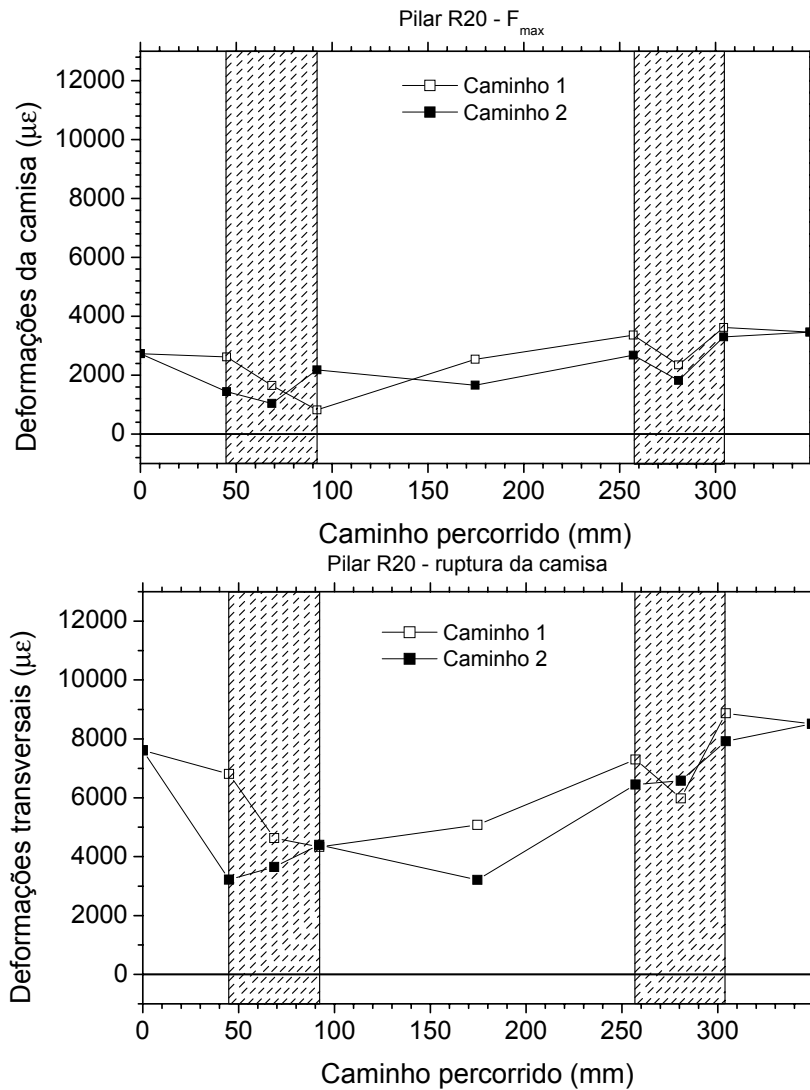 Pilar R20 - Fmax
12000
10000
8000
6000
4000
2000
0
Deformações da camisa (με)
Caminho 1
Caminho 2
0 50 100 150 200 250 300
Caminho percorrido (mm)
Pilar R20 - ruptura da camisa
12000
10000
8000
6000
4000
2000
0
Deformações transversais (με)
Caminho 1
Caminho 2
0 50 100 150 200 250 300
Caminho percorrido (mm)